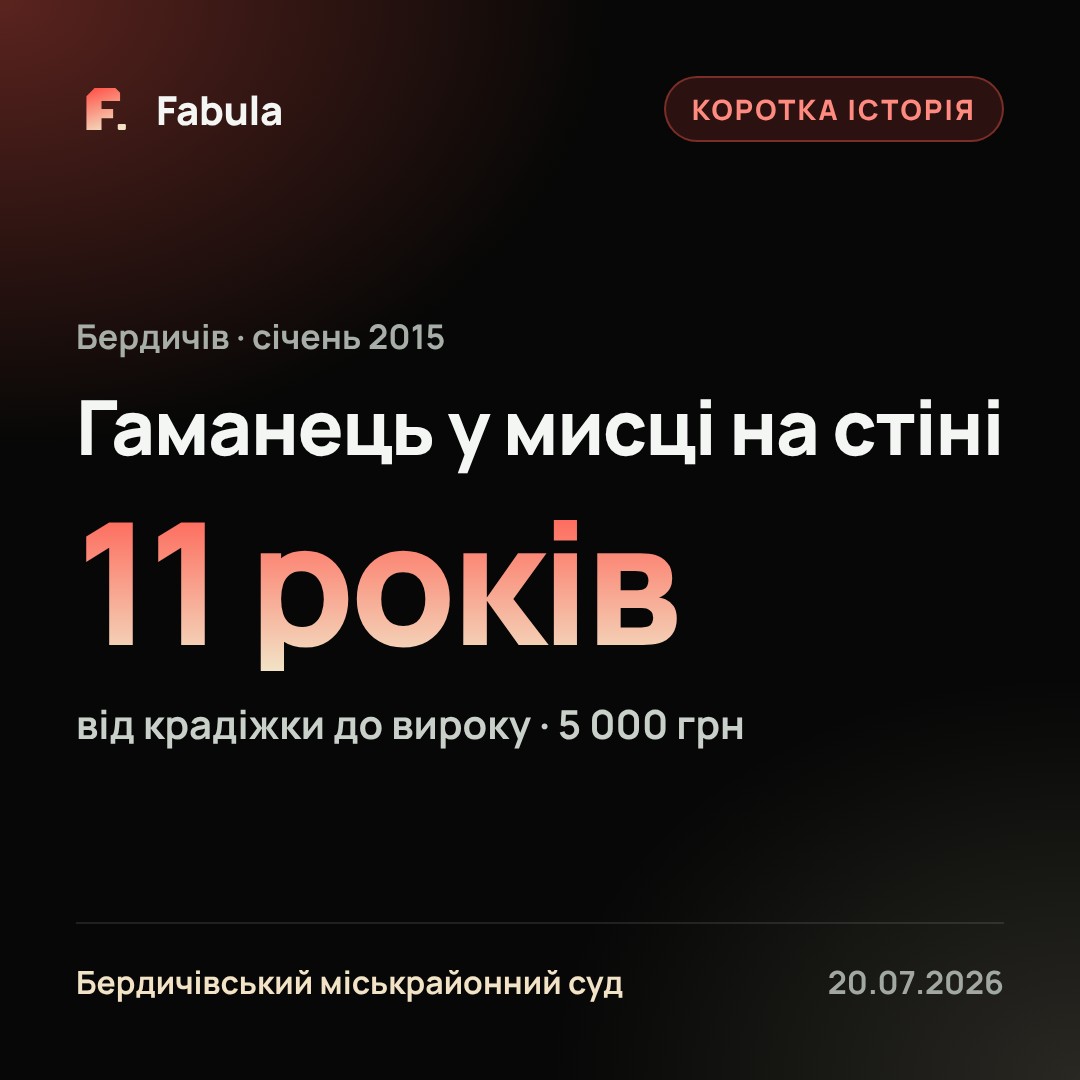 Fabula
КОРОТКА ІСТОРІЯ
Бердичів · січень 2015
Гаманець у мисці на стіні
11 років
від крадіжки до вироку · 5 000 грн
Бердичівський міськрайонний суд
20.07.2026